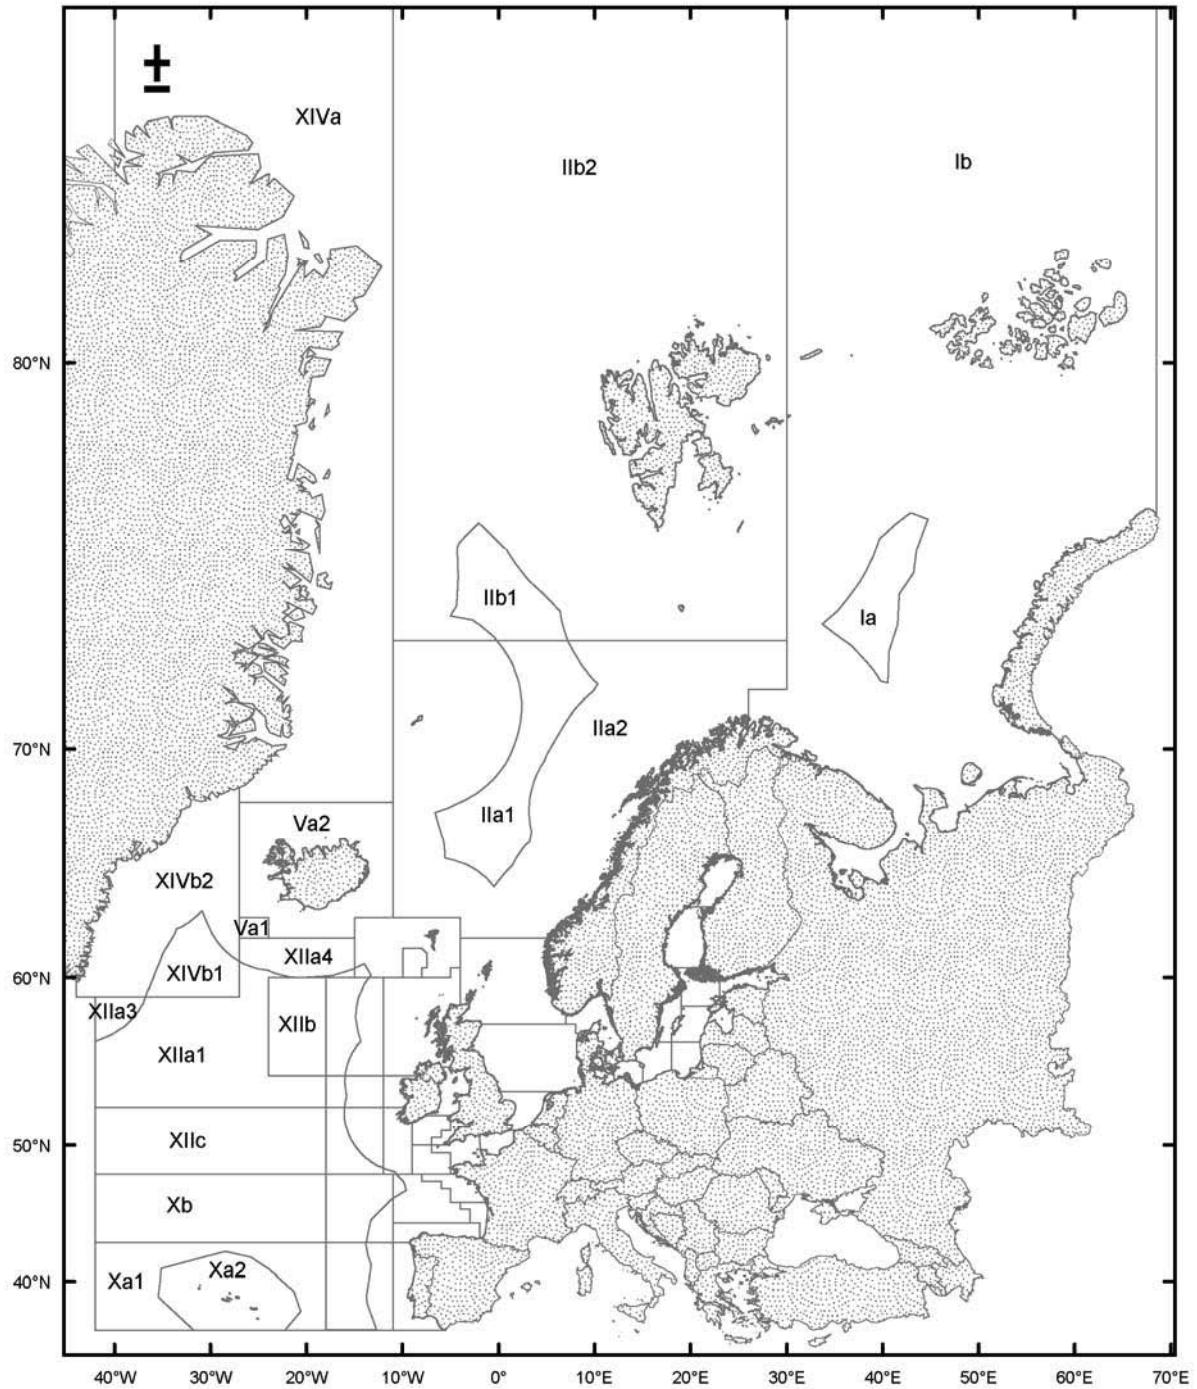 XIVa
IIb2
Ib
80°N
IIb1
Ia
IIa2
70°N
IIa1
Va2
XIVb2
Va1
XIIa4
XIVb1
60°N
XIIa3
XIIb
XIIa1
XIIc
50°N
Xb
Xa2
Xa1
40°N
40°W 30°W 20°W 10°W 0° 10°E 20°E 30°E 40°E 50°E 60°E 70°E